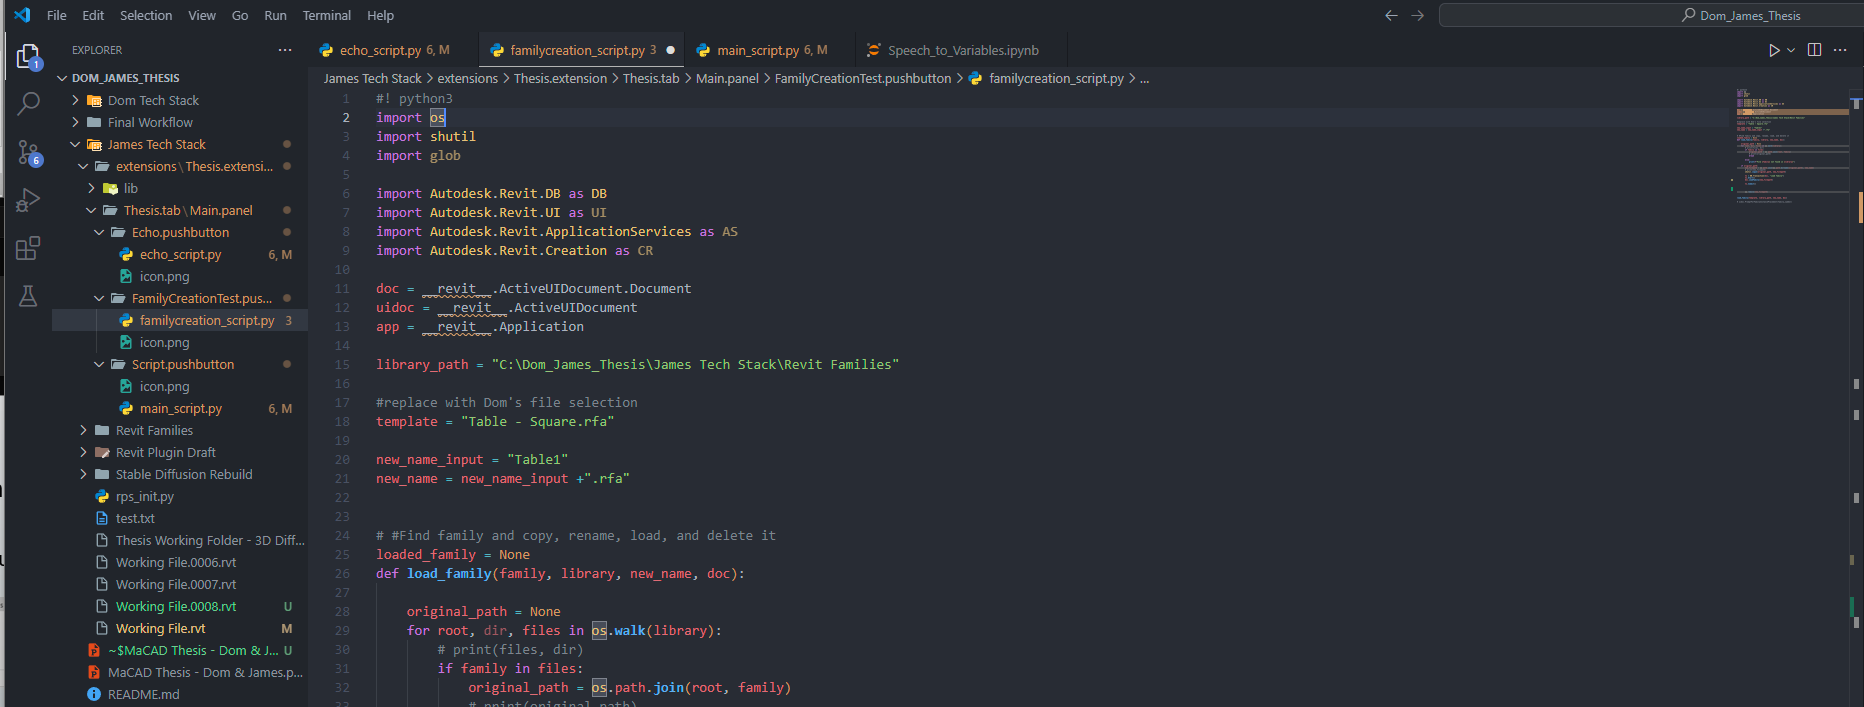 File Edit Selection View Go Run Terminal Help
Dom_James_Thesis
EXPLORER
DOM_JAMES_THESIS
Dom Tech Stack
Final Workflow
James Tech Stack
extensions \ Thesis.extensi...
lib
Thesis.tab \ Main.panel
Echo.pushbutton
echo_script.py 6, M
icon.png
FamilyCreationTest.pus...
familycreation_script.py 3
icon.png
Script.pushbutton
icon.png
main_script.py 6, M
Revit Families
Revit Plugin Draft
Stable Diffusion Rebuild
rps_init.py
test.txt
Thesis Working Folder - 3D Diff...
Working File.0006.rvt
Working File.0007.rvt
Working File.0008.rvt U
Working File.rvt M
~$MaCAD Thesis - Dom & J... U
MaCAD Thesis - Dom & James.p...
README.md
1
6
echo_script.py 6, M familycreation_script.py 3 main_script.py 6, M Speech_to_Variables.ipynb
James Tech Stack > extensions > Thesis.extension > Thesis.tab > Main.panel > FamilyCreationTest.pushbutton > familycreation_script.py > ...
1 #! python3
2 import os
3 import shutil
4 import glob
5
6 import Autodesk.Revit.DB as DB
7 import Autodesk.Revit.UI as UI
8 import Autodesk.Revit.ApplicationServices as AS
9 import Autodesk.Revit.Creation as CR
10
11 doc = __revit__.ActiveUIDocument.Document
12 uidoc = __revit__.ActiveUIDocument
13 app = __revit__.Application
14
15 library_path = "C:\Dom_James_Thesis\James Tech Stack\Revit Families"
16
17 #replace with Dom's file selection
18 template = "Table - Square.rfa"
19
20 new_name_input = "Table1"
21 new_name = new_name_input +".rfa"
22
23
24 # #Find family and copy, rename, load, and delete it
25 loaded_family = None
26 def load_family(family, library, new_name, doc):
27
28 original_path = None
29 for root, dir, files in os.walk(library):
30 # print(files, dir)
31 if family in files:
32 original_path = os.path.join(root, family)
33 # print(original_path)